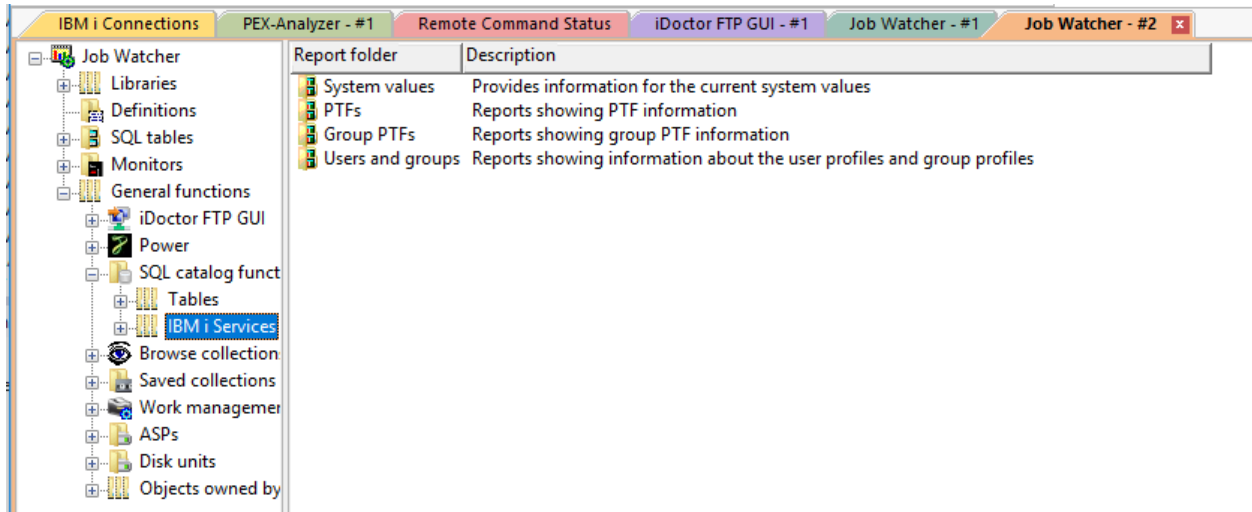 IBM i Connections PEX-Analyzer - #1 Remote Command Status iDoctor FTP GUI - #1 Job Watcher - #1 Job Watcher - #2
Job Watcher
Libraries
Definitions
SQL tables
Monitors
General functions
iDoctor FTP GUI
Power
SQL catalog funct
Tables
IBM i Services
Browse collection
Saved collections
Work managemer
ASPs
Disk units
Objects owned by
Report folder Description
System values Provides information for the current system values
PTFs Reports showing PTF information
Group PTFs Reports showing group PTF information
Users and groups Reports showing information about the user profiles and group profiles